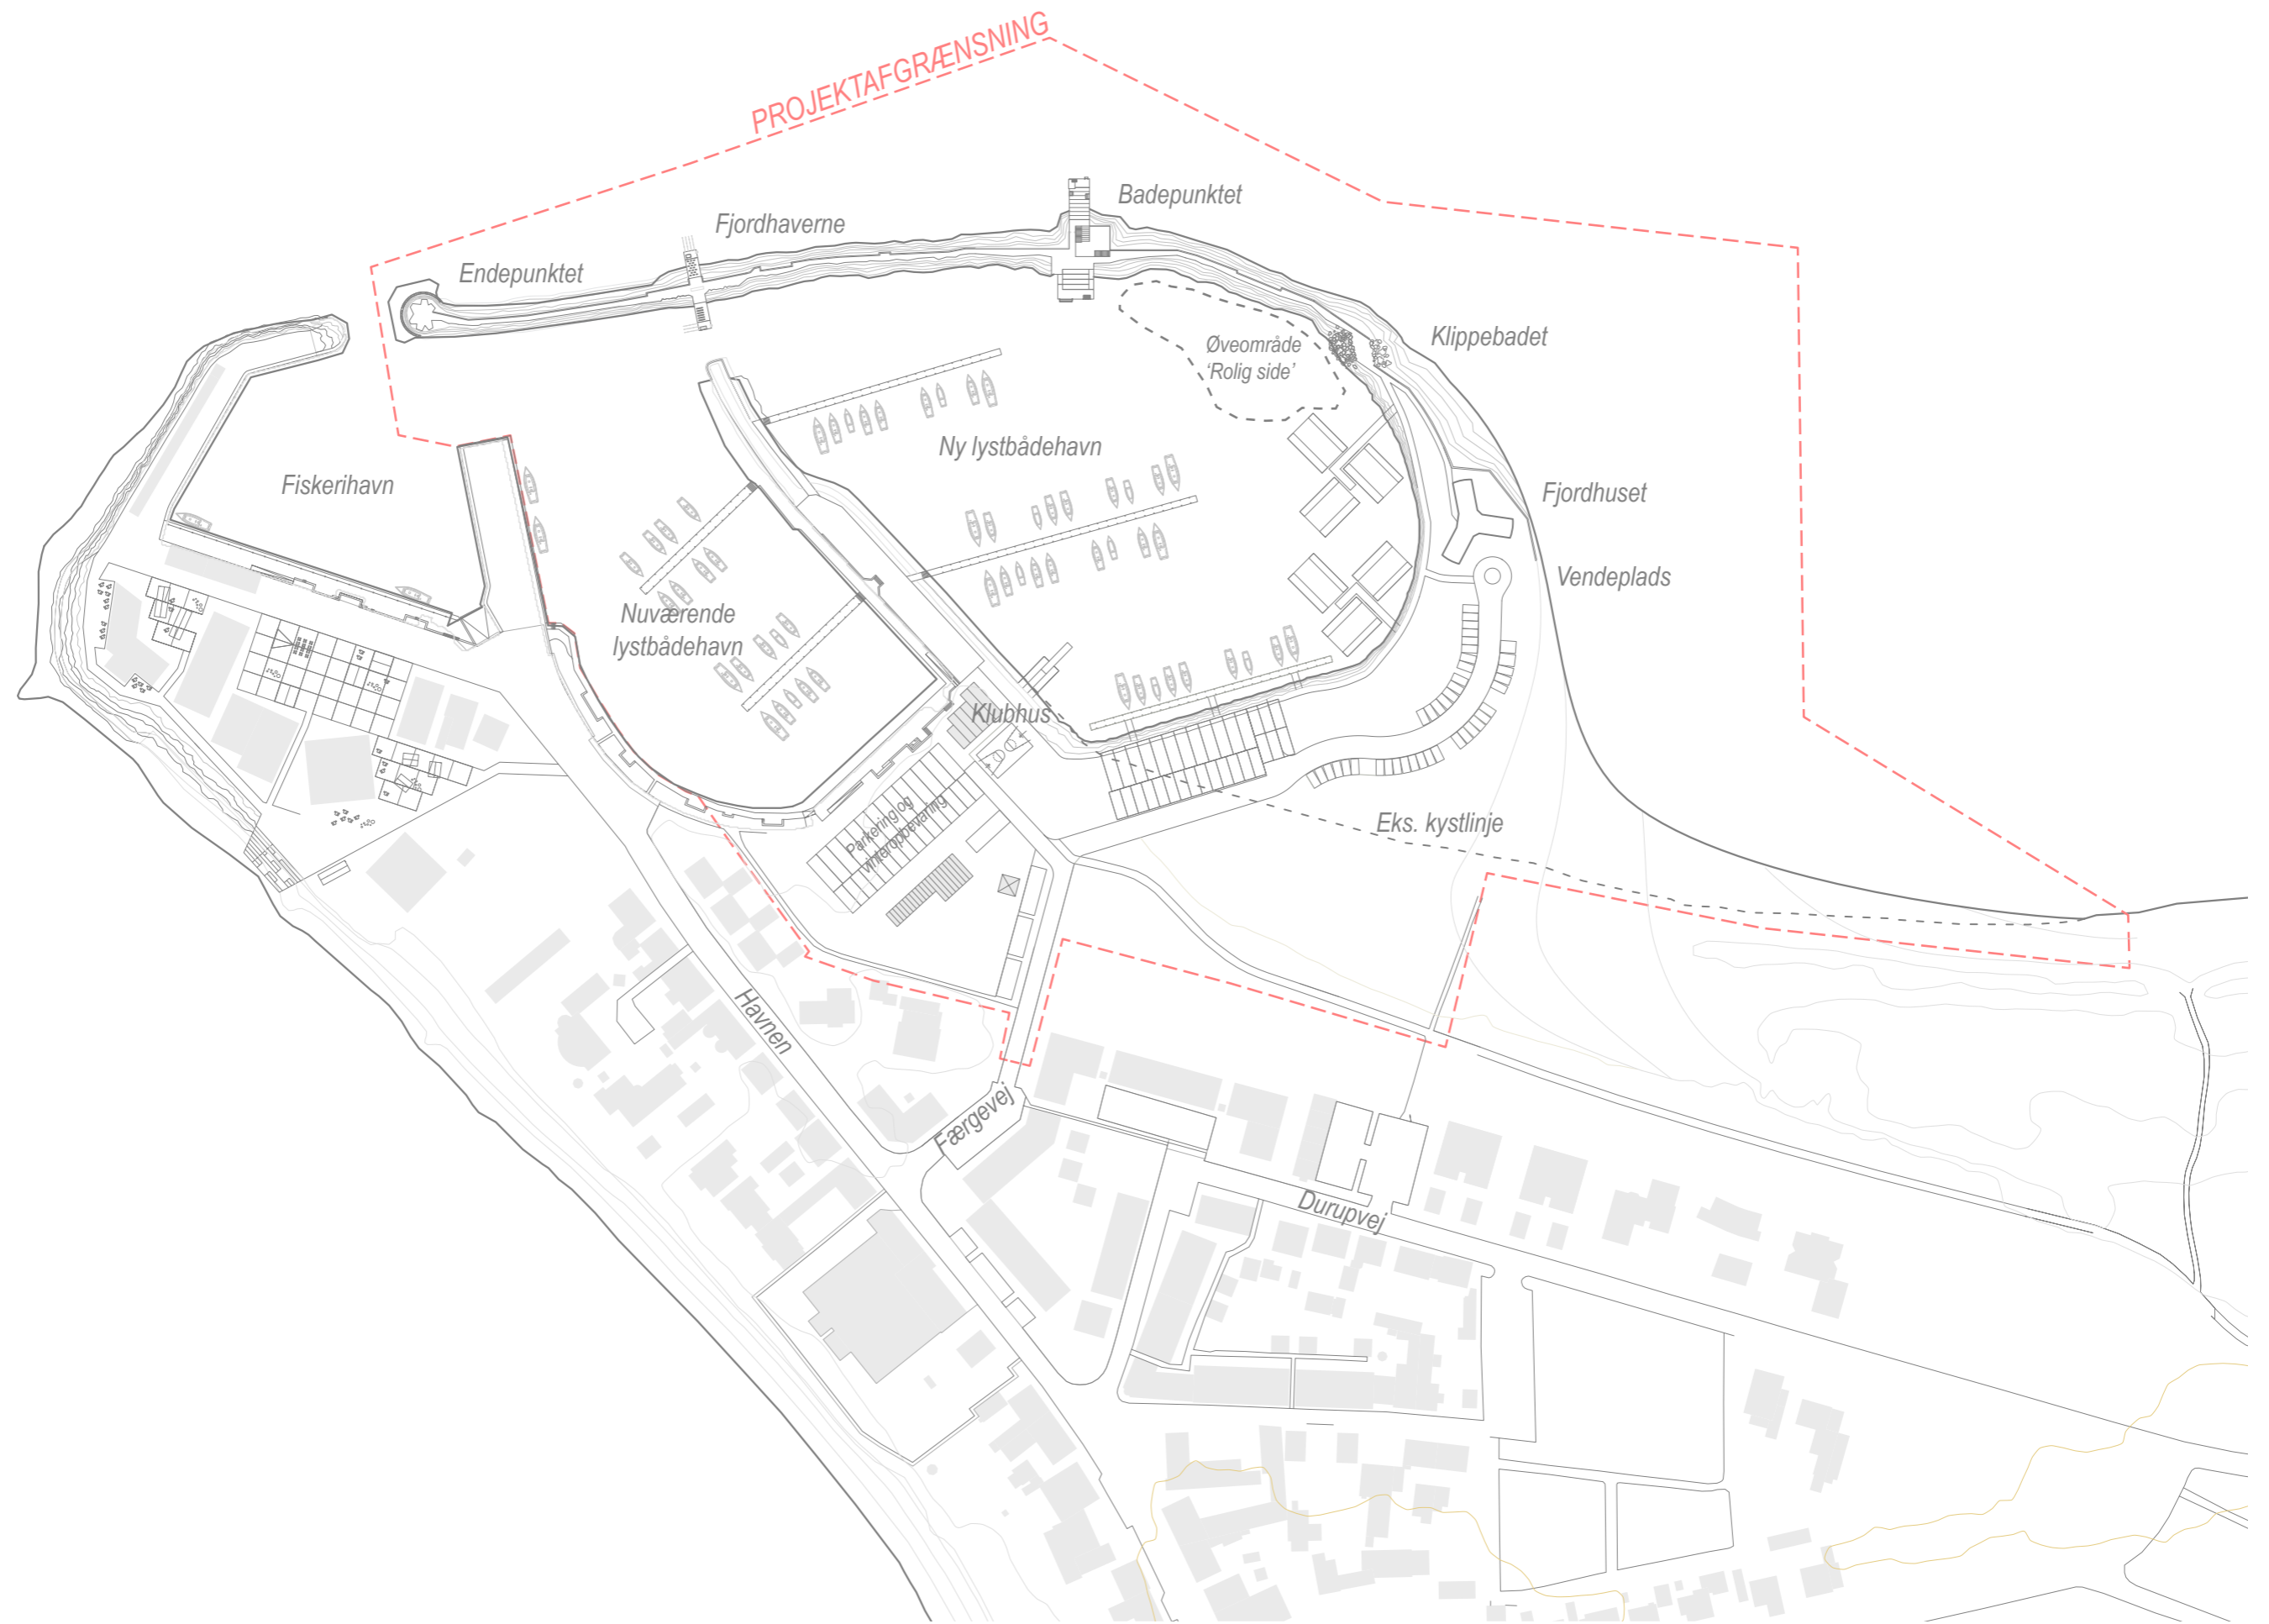 PROJEKTAFGRÆNSNING
Badepunktet
Fjordhaverne
Endepunktet
Klippebadet
Øveområde
‘Rolig side’
Ny lystbådehavn
Fiskerihavn
Fjordhuset
Vendeplads
Nuværende
lystbådehavn
Klubhus
Parkering og
vinteropbevaring
Eks. kystlinje
Havnen
Færgevej
Durupvej